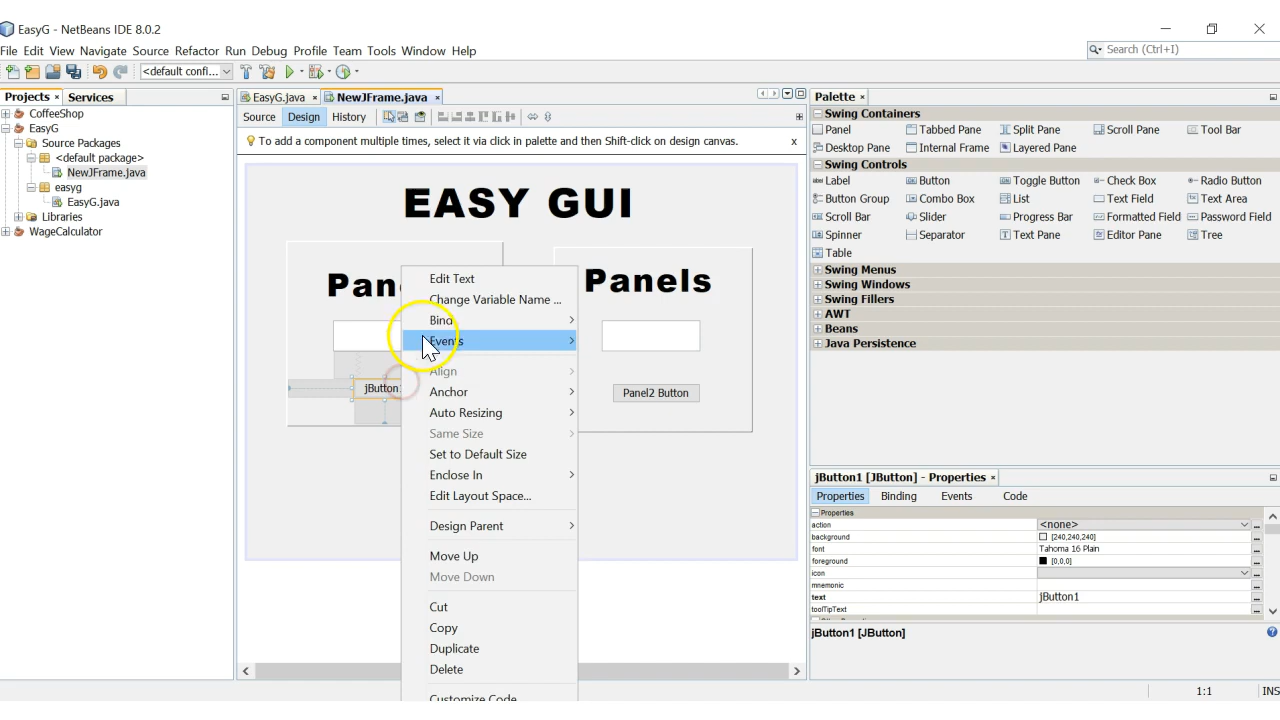 EasyG - NetBeans IDE 8.0.2
File Edit View Navigate Source Refactor Run Debug Profile Team Tools Window Help
Search (Ctrl+I)
<default confl...
Projects Services
CoffeeShop
EasyG
Source Packages
<default package>
NewJFrame.java
easyg
EasyG.java
Libraries
WageCalculator
EasyG.java NewJFrame.java
Source Design History
To add a component multiple times, select it via click in palette and then Shift-click on design canvas. x
EASY GUI
Pan
jButton
Panels
Panel2 Button
Edit Text
Change Variable Name ...
Bind
Events
Align
Anchor
Auto Resizing
Same Size
Set to Default Size
Enclose In
Edit Layout Space...
Design Parent
Move Up
Move Down
Cut
Copy
Duplicate
Delete
Customize Code
Palette
Swing Containers
Panel Tabbed Pane Split Pane Scroll Pane Tool Bar
Desktop Pane Internal Frame Layered Pane
Swing Controls
label Label Button Toggle Button Check Box Radio Button
Button Group Combo Box List Text Field Text Area
Scroll Bar Slider Progress Bar Formatted Field Password Field
Spinner Separator Text Pane Editor Pane Tree
Table
Swing Menus
Swing Windows
Swing Fillers
AWT
Beans
Java Persistence
jButton1 [JButton] - Properties
Properties Binding Events Code
Properties
action <none>
background [240,240,240]
font Tahoma 16 Plain
foreground [0,0,0]
icon
mnemonic
text jButton1
toolTipText
jButton1 [JButton]
1:1 INS